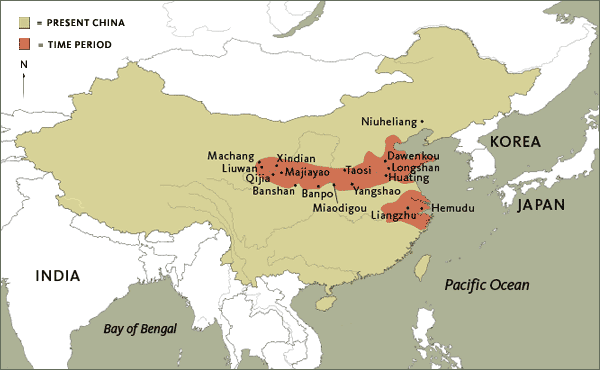 = PRESENT CHINA
= TIME PERIOD
N
Niuheliang
KOREA
Machang
Xindian
Dawenkou
Liuwan
Majiayao
Taosi
Longshan
Qijia
Huating
Banshan
Banpo
Yangshao
Miaodigou
JAPAN
Liangzhu
Hemudu
INDIA
Pacific Ocean
Bay of Bengal